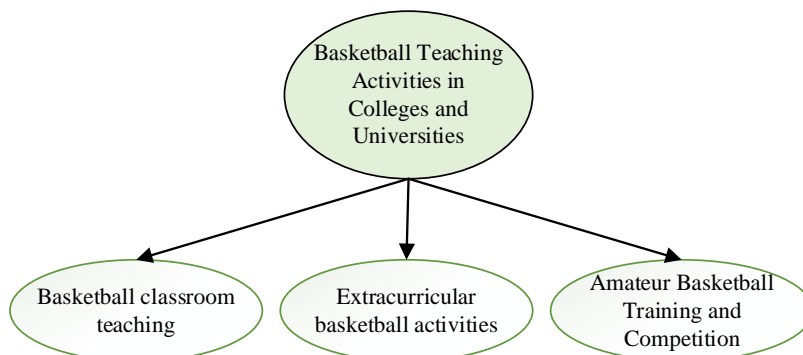 Basketball Teaching
Activities in
Colleges and
Universities
Basketball classroom
teaching
Extracurricular
basketball activities
Amateur Basketball
Training and
Competition